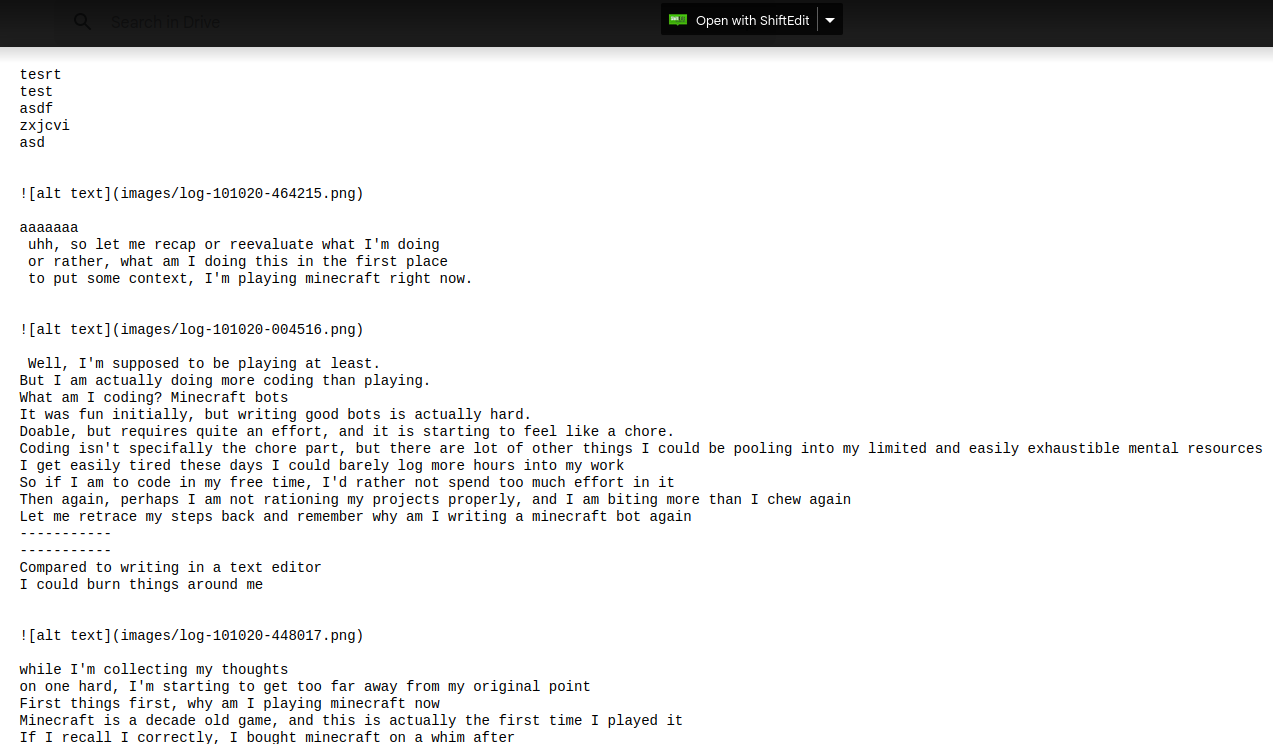 Search in Drive
Open with ShiftEdit
tesrt
test
asdf
zxjcvi
asd
![alt text](images/log-101020-464215.png)
aaaaaaa
uhh, so let me recap or reevaluate what I'm doing
or rather, what am I doing this in the first place
to put some context, I'm playing minecraft right now.
![alt text](images/log-101020-004516.png)
Well, I'm supposed to be playing at least.
But I am actually doing more coding than playing.
What am I coding? Minecraft bots
It was fun initially, but writing good bots is actually hard.
Doable, but requires quite an effort, and it is starting to feel like a chore.
Coding isn't specifally the chore part, but there are lot of other things I could be pooling into my limited and easily exhaustible mental resources
I get easily tired these days I could barely log more hours into my work
So if I am to code in my free time, I'd rather not spend too much effort in it
Then again, perhaps I am not rationing my projects properly, and I am biting more than I chew again
Let me retrace my steps back and remember why am I writing a minecraft bot again
-----------
-----------
Compared to writing in a text editor
I could burn things around me
![alt text](images/log-101020-448017.png)
while I'm collecting my thoughts
on one hard, I'm starting to get too far away from my original point
First things first, why am I playing minecraft now
Minecraft is a decade old game, and this is actually the first time I played it
If I recall I correctly, I bought minecraft on a whim after